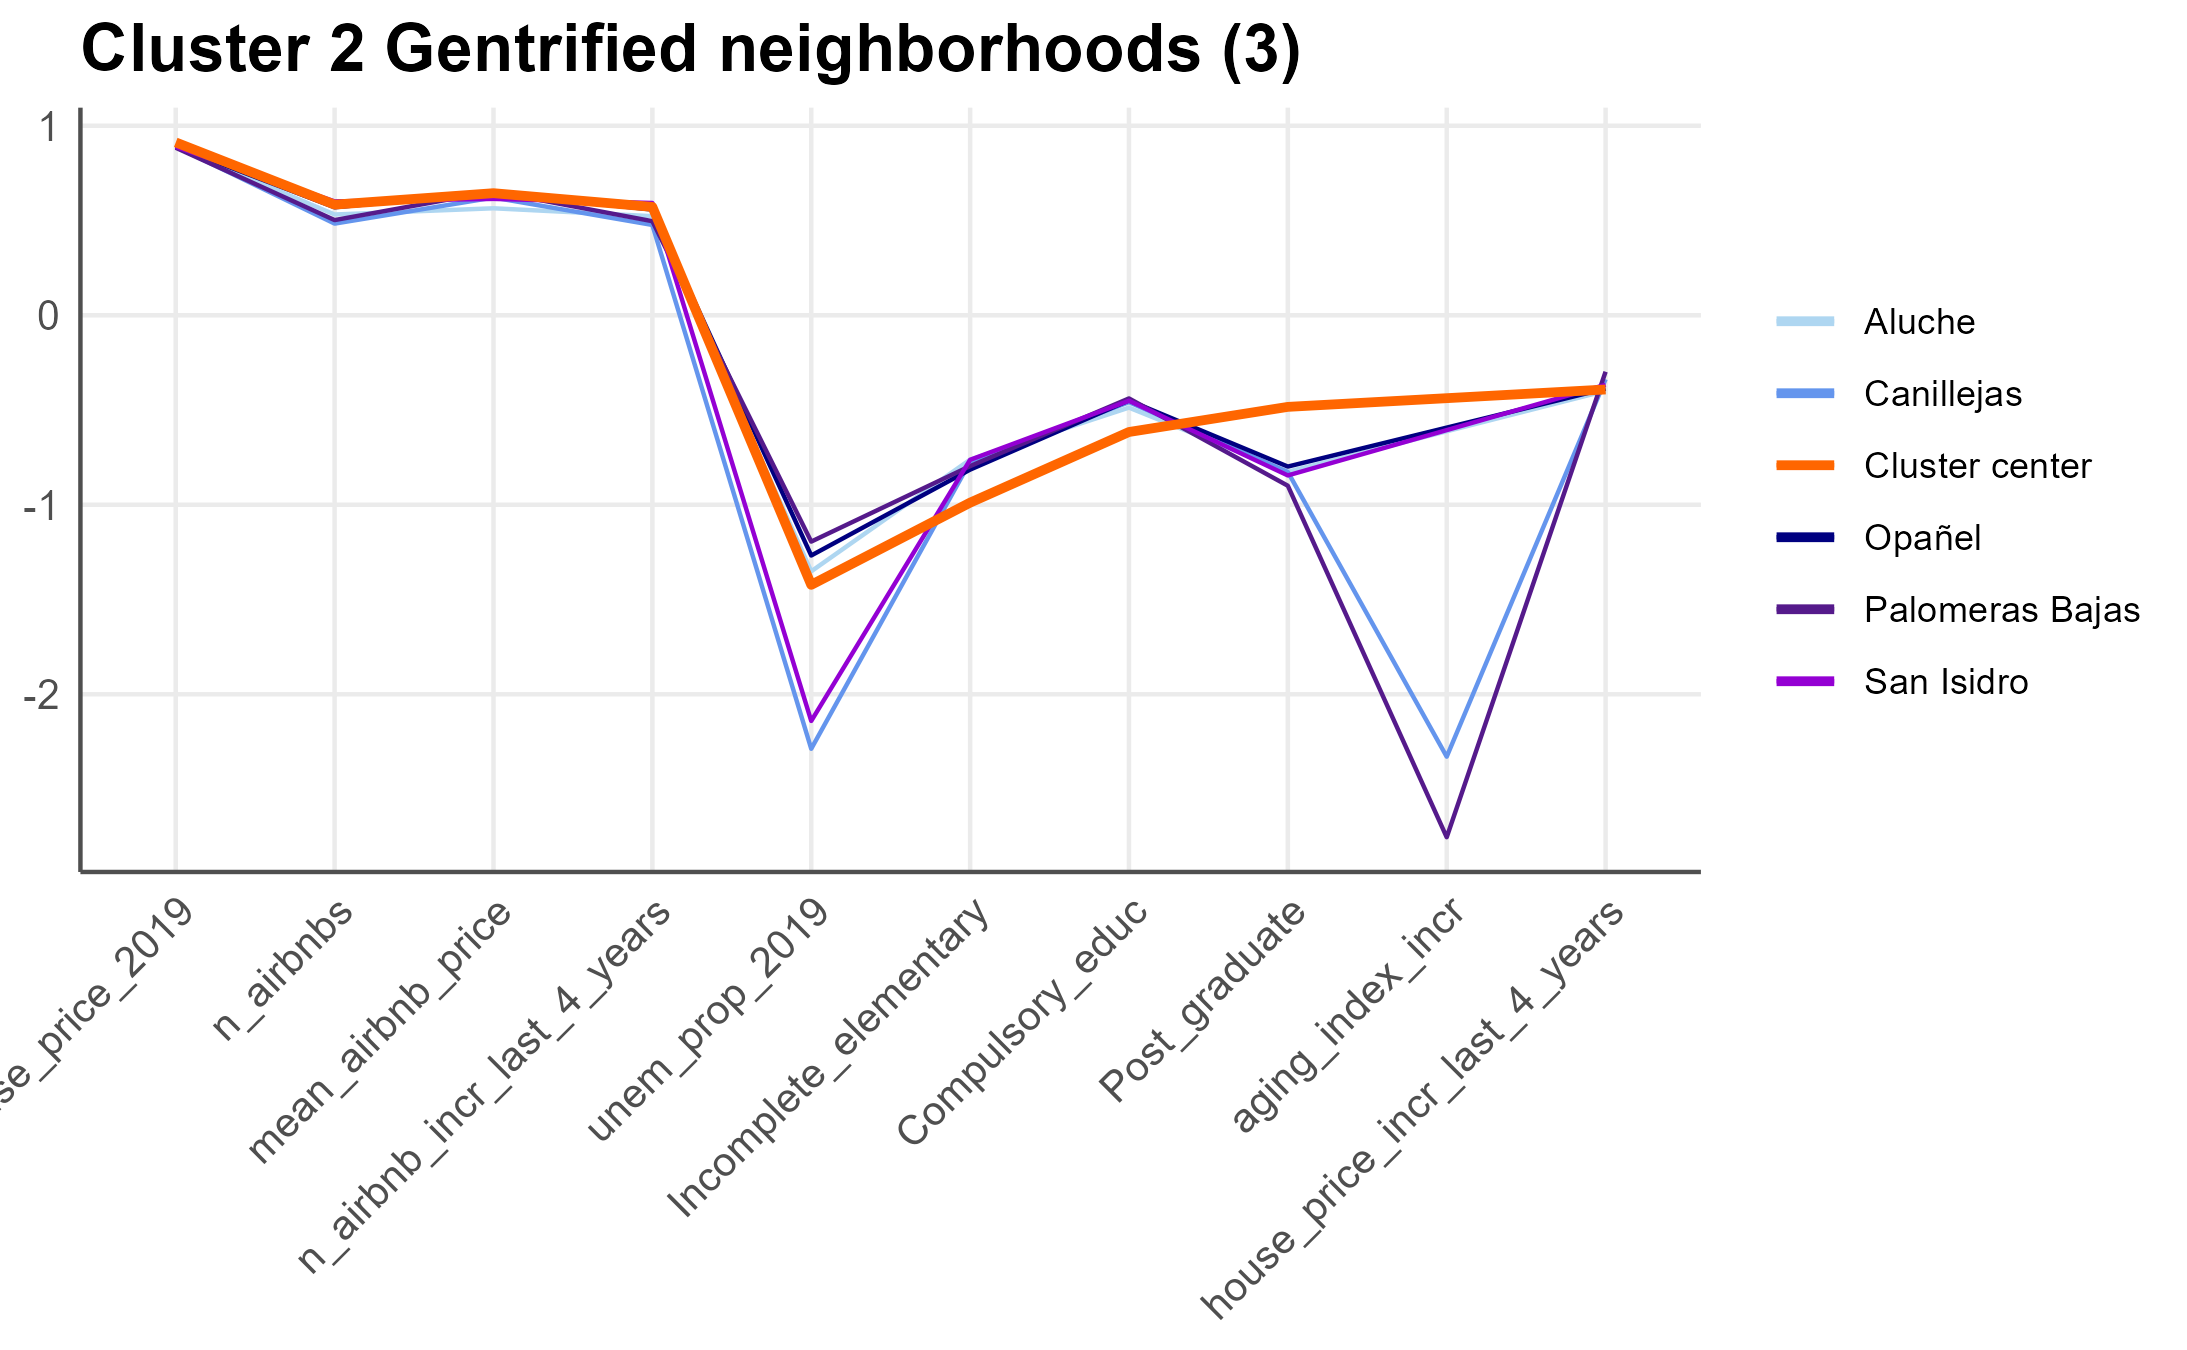 Cluster 2 Gentrified neighborhoods (3)
1
0
-1
-2
se_price_2019
n_airbnbs
mean_airbnb_price
n_airbnb_incr_last_4_years
unem_prop_2019
Incomplete_elementary
Compulsory_educ
Post_graduate
aging_index_incr
house_price_incr_last_4_years
Aluche
Canillejas
Cluster center
Opañel
Palomeras Bajas
San Isidro